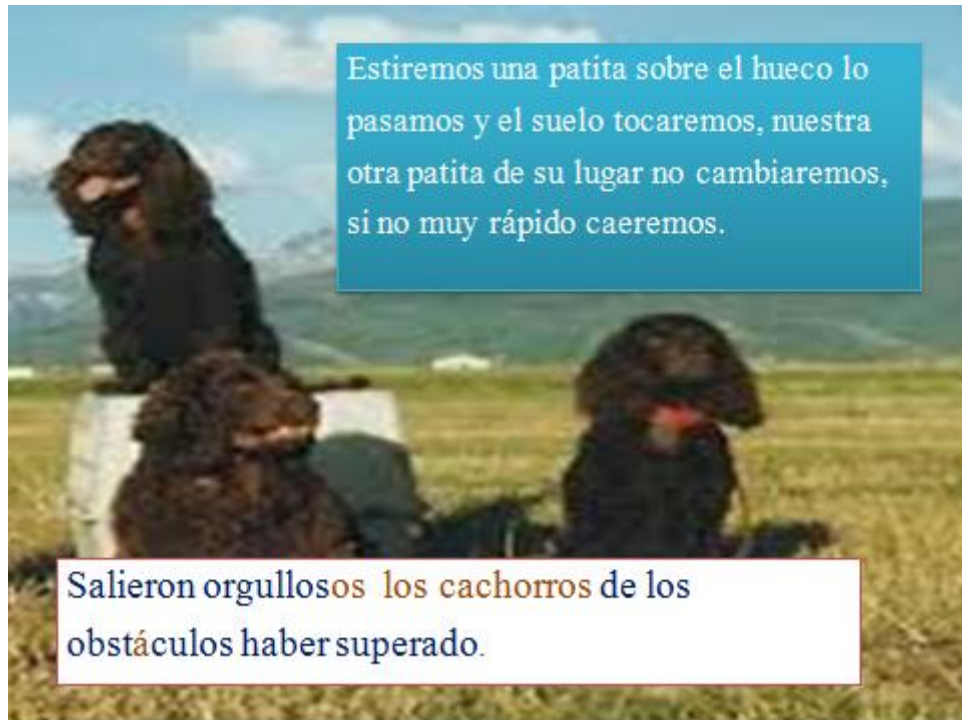 Estiremos una patita sobre el hueco lo
pasamos y el suelo tocaremos, nuestra
otra patita de su lugar no cambiaremos,
si no muy rápido caeremos.
Salieron orgullosos los cachorros de los
obstáculos haber superado.